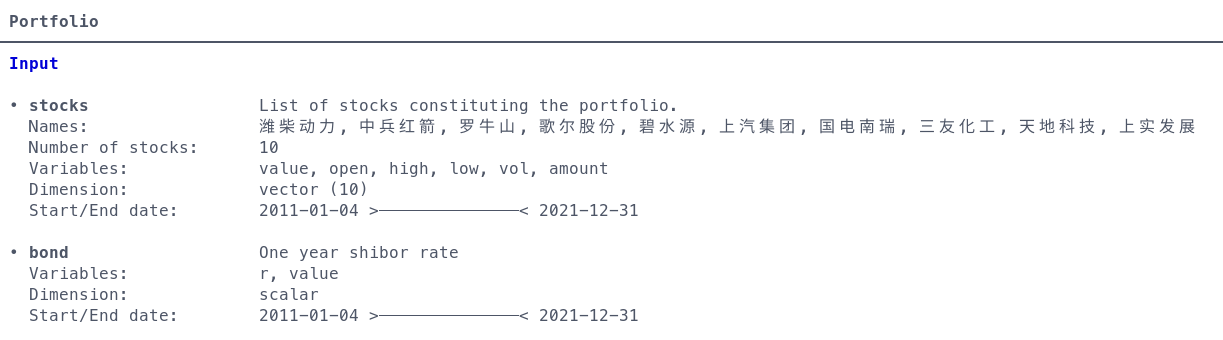 Portfolio
Input
• stocks List of stocks constituting the portfolio.
Names: 潍柴动力, 中兵红箭, 罗牛山, 歌尔股份, 碧水源, 上汽集团, 国电南瑞, 三友化工, 天地科技, 上实发展
Number of stocks: 10
Variables: value, open, high, low, vol, amount
Dimension: vector (10)
Start/End date: 2011-01-04 >──────────────< 2021-12-31
• bond One year shibor rate
Variables: r, value
Dimension: scalar
Start/End date: 2011-01-04 >──────────────< 2021-12-31